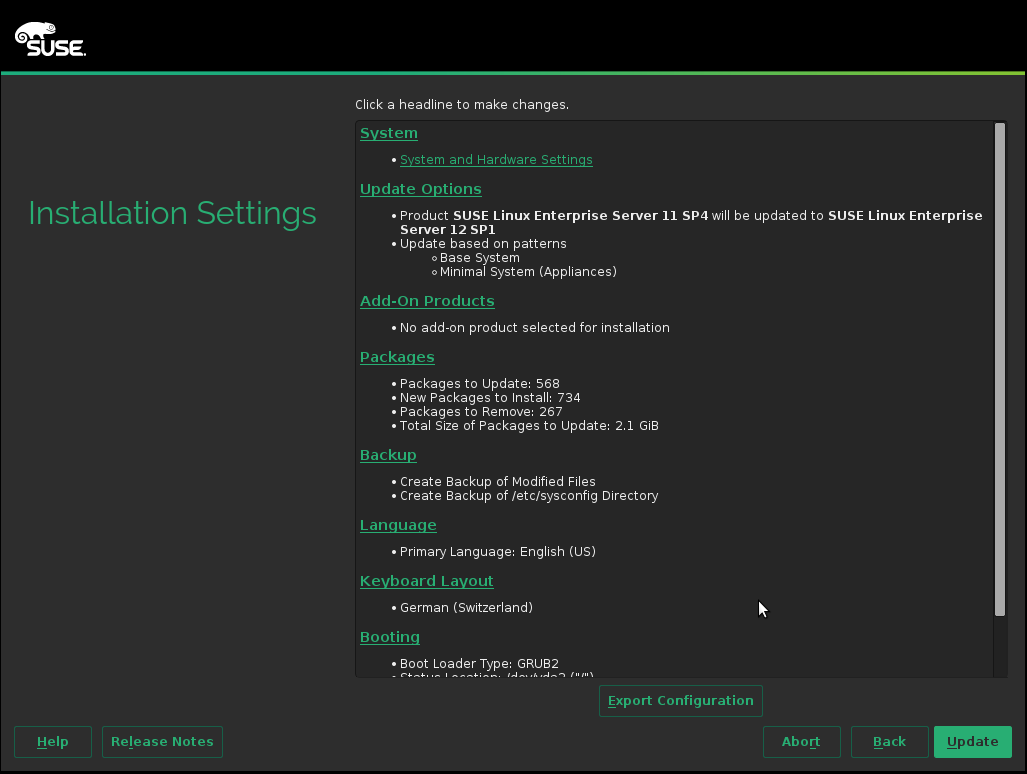 SUSE.
Click a headline to make changes.
Installation Settings
System
• System and Hardware Settings
Update Options
• Product SUSE Linux Enterprise Server 11 SP4 will be updated to SUSE Linux Enterprise
Server 12 SP1
• Update based on patterns
◦ Base System
◦ Minimal System (Appliances)
Add-On Products
• No add-on product selected for installation
Packages
• Packages to Update: 568
• New Packages to Install: 734
• Packages to Remove: 267
• Total Size of Packages to Update: 2.1 GiB
Backup
• Create Backup of Modified Files
• Create Backup of /etc/sysconfig Directory
Language
• Primary Language: English (US)
Keyboard Layout
• German (Switzerland)
Booting
• Boot Loader Type: GRUB2
• Status Location: /dev/vda2 ("/")
Export Configuration
Help
Release Notes
Abort
Back
Update